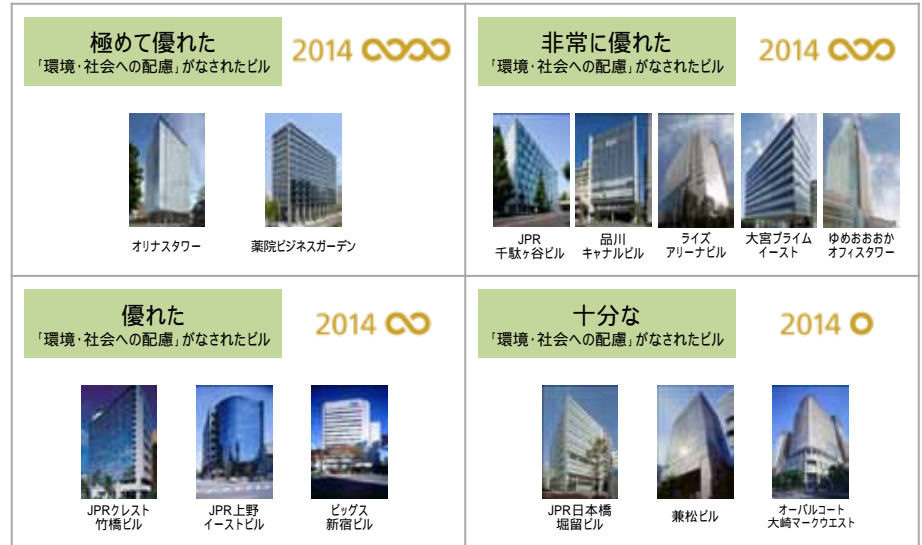 極めて優れた
「環境・社会への配慮」がなされたビル
2014
オリナスタワー
薬院ビジネスガーデン
非常に優れた
「環境・社会への配慮」がなされたビル
2014
JPR
千駄ヶ谷ビル
品川
キャナルビル
ライズ
アリーナビル
大宮プライム
イースト
ゆめおおおか
オフィスタワー
優れた
「環境・社会への配慮」がなされたビル
2014
JPRクレスト
竹橋ビル
JPR上野
イーストビル
ビッグス
新宿ビル
十分な
「環境・社会への配慮」がなされたビル
2014
JPR日本橋
堀留ビル
兼松ビル
オーバルコート
大崎マークウエスト